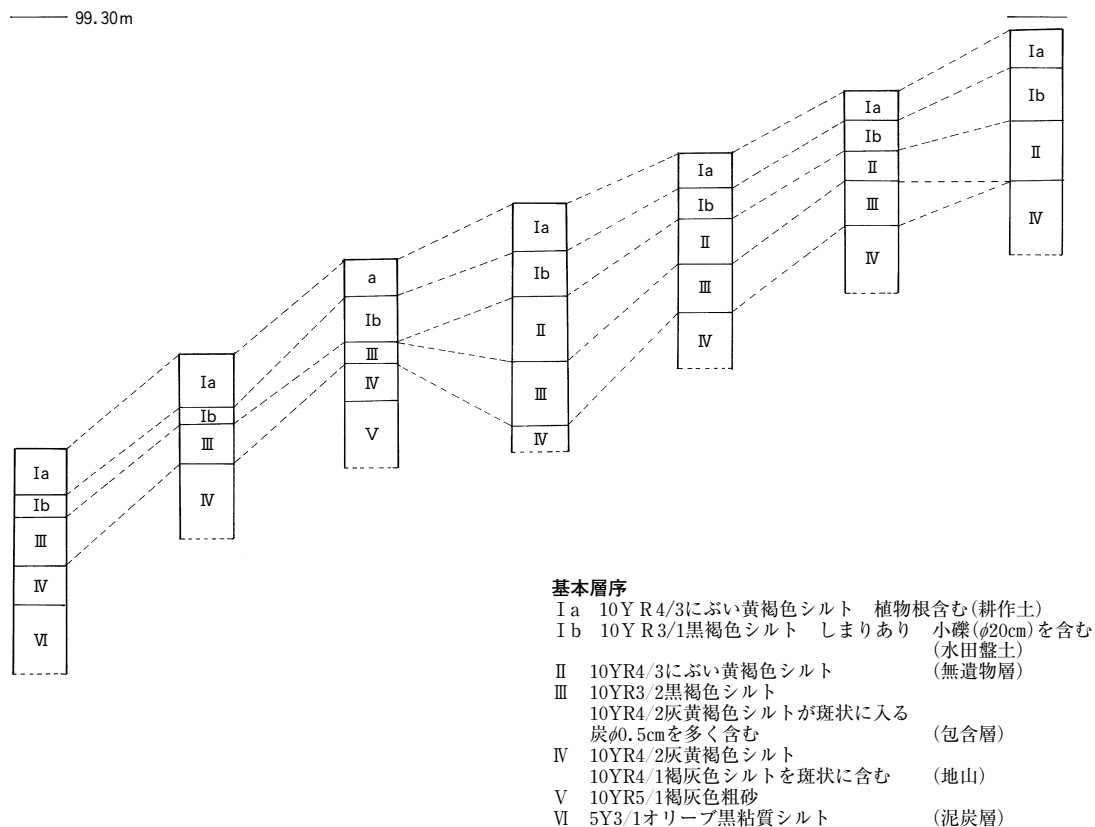 99.30m
Ⅰa
Ⅰb
Ⅲ
Ⅳ
Ⅵ
Ⅰa
Ⅰb
Ⅲ
Ⅳ
a
Ⅰb
Ⅲ
Ⅳ
Ⅴ
Ⅰa
Ⅰb
Ⅱ
Ⅲ
Ⅳ
Ⅰa
Ⅰb
Ⅱ
Ⅲ
Ⅳ
Ⅰa
Ⅰb
Ⅱ
Ⅲ
Ⅳ
Ⅰa
Ⅰb
Ⅱ
Ⅳ
基本層序
Ⅰa 10YR4/3にぶい黄褐色シルト 植物根含む(耕作土)
Ⅰb 10YR3/1黒褐色シルト しまりあり 小礫(φ20cm)を含む
(水田盤土)
Ⅱ 10YR4/3にぶい黄褐色シルト (無遺物層)
Ⅲ 10YR3/2黒褐色シルト
10YR4/2灰黄褐色シルトが斑状に入る
炭φ0.5cmを多く含む (包含層)
Ⅳ 10YR4/2灰黄褐色シルト
10YR4/1褐灰色シルトを斑状に含む (地山)
Ⅴ 10YR5/1褐灰色粗砂
Ⅵ 5Y3/1オリーブ黒粘質シルト (泥炭層)